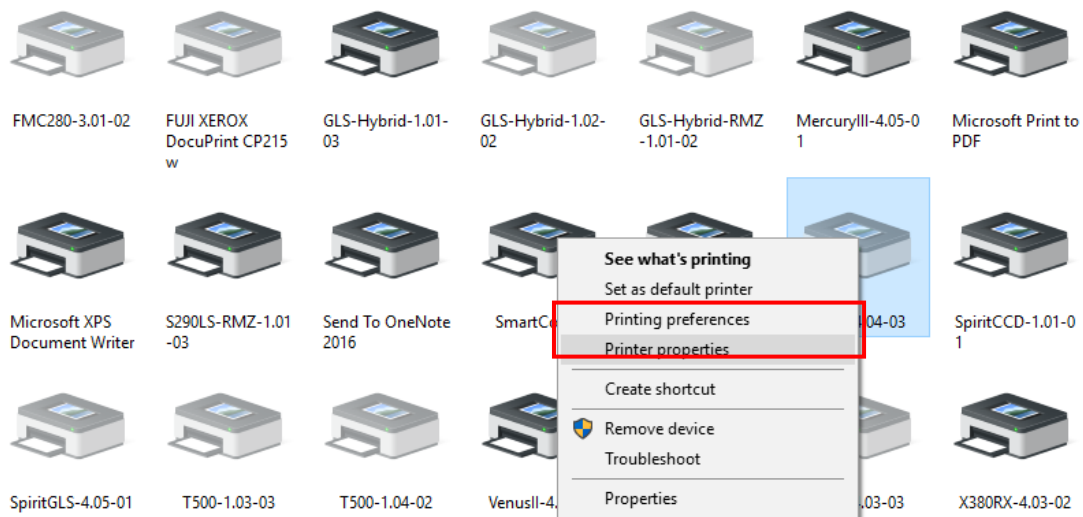 FMC280-3.01-02
FUJI XEROX
DocuPrint CP215
w
GLS-Hybrid-1.01-
03
GLS-Hybrid-1.02-
02
GLS-Hybrid-RMZ
-1.01-02
MercuryIII-4.05-0
1
Microsoft Print to
PDF
Microsoft XPS
Document Writer
S290LS-RMZ-1.01
-03
Send To OneNote
2016
SmartCo
04-03
SpiritCCD-1.01-0
1
See what's printing
Set as default printer
Printing preferences
Printer properties
Create shortcut
Remove device
Troubleshoot
Properties
SpiritGLS-4.05-01
T500-1.03-03
T500-1.04-02
VenusII-4.
.03-03
X380RX-4.03-02